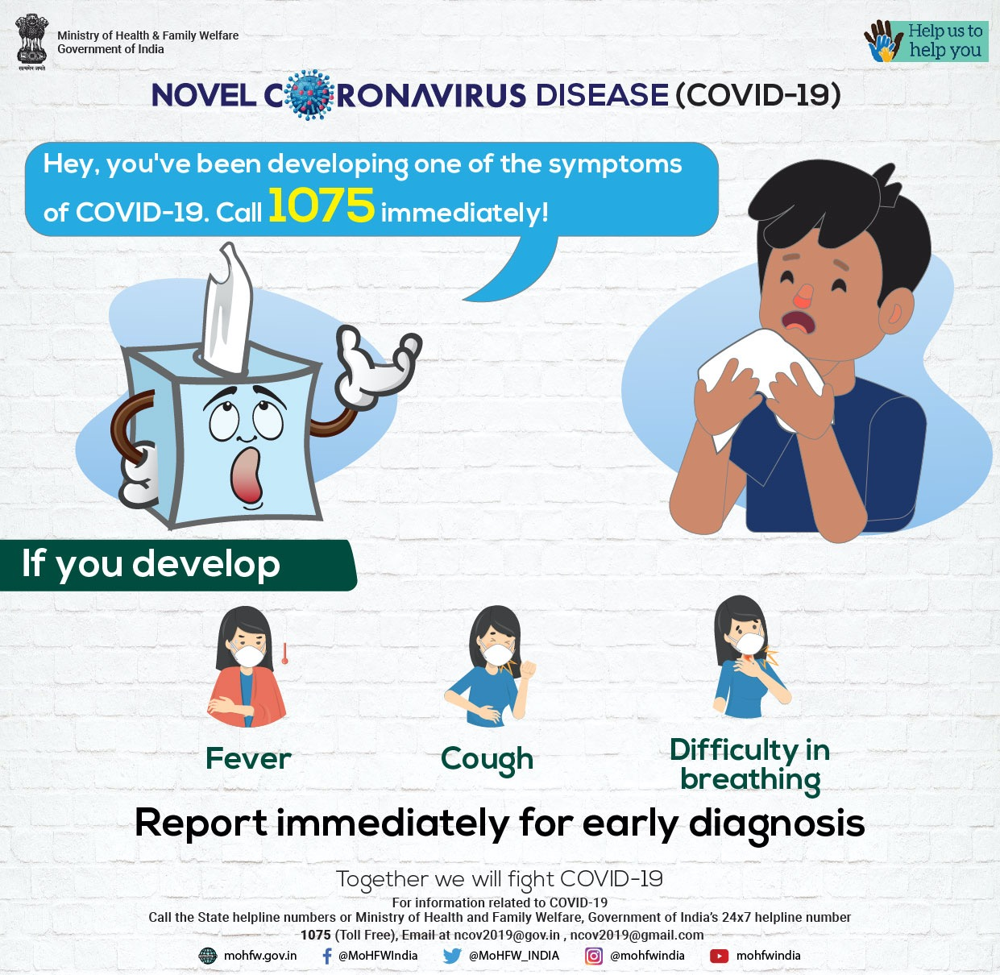 सत्यमेव जयते
Ministry of Health & Family Welfare
Government of India
Help us to
help you
NOVEL CORONAVIRUS DISEASE (COVID-19)
Hey, you've been developing one of the symptoms
of COVID-19. Call 1075 immediately!
If you develop
Fever
Cough
Difficulty in
breathing
Report immediately for early diagnosis
Together we will fight COVID-19
For information related to COVID-19
Call the State helpline numbers or Ministry of Health and Family Welfare, Government of India’s 24x7 helpline number
1075 (Toll Free), Email at ncov2019@gov.in , ncov2019@gmail.com
mohfw.gov.in @MoHFWIndia @MoHFW_INDIA @mohfwindia mohfwindia